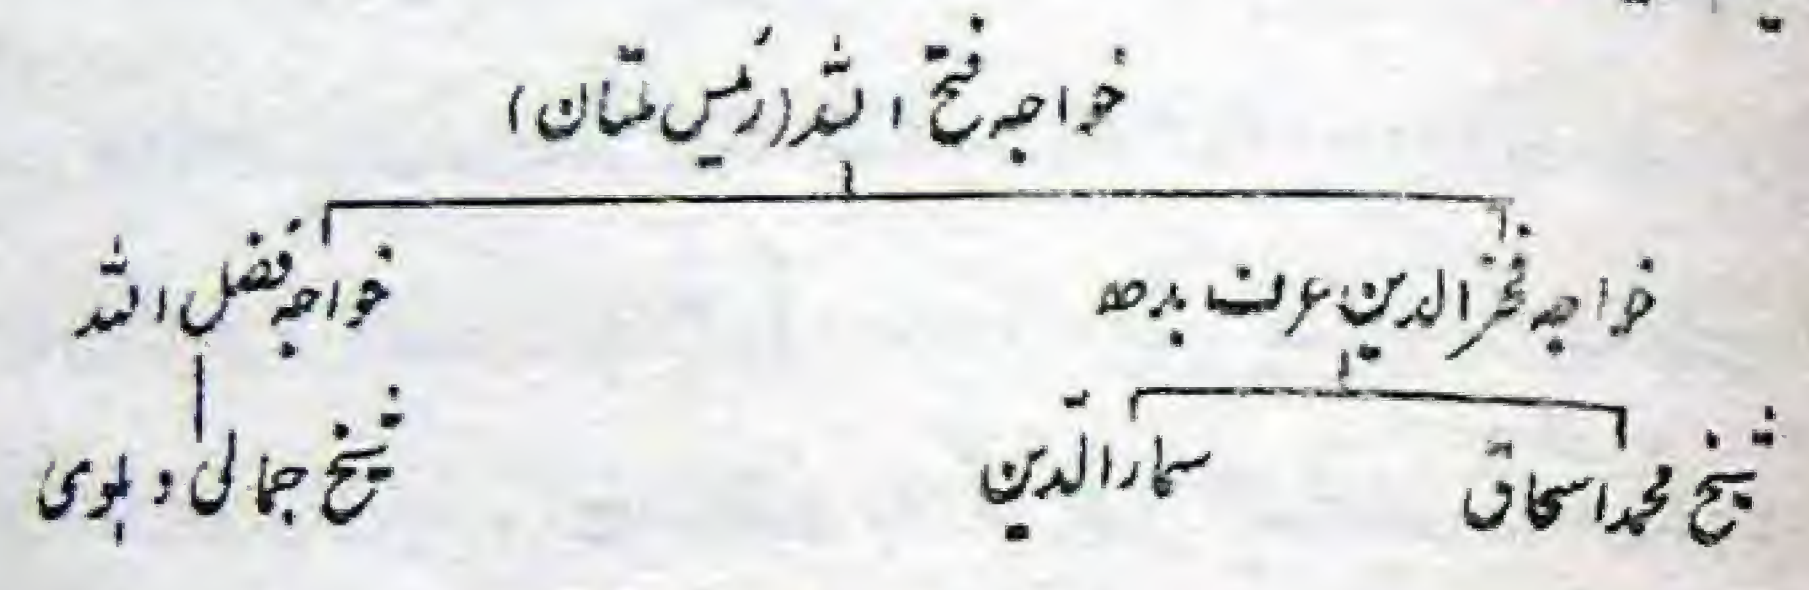 خواجہ فتح اللہ (رئیس ملتان)
خواجہ فخر الدین عرف بدھ
خواجہ فضل اللہ
شیخ محمد اسحاق
سماء الدین
شیخ جمالی دہلوی